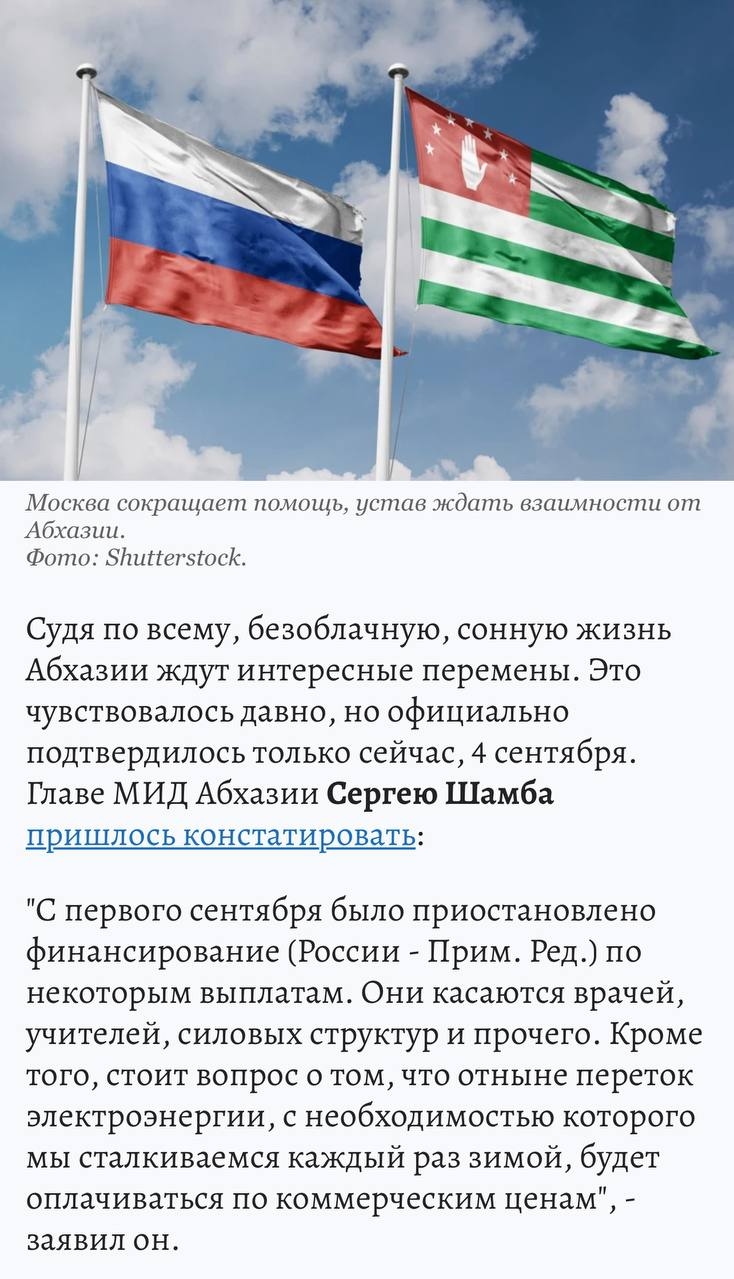 Москва сокращает помощь, устав ждать взаимности от
Абхазии.
Фото: Shutterstock.
Судя по всему, безоблачную, сонную жизнь
Абхазии ждут интересные перемены. Это
чувствовалось давно, но официально
подтвердилось только сейчас, 4 сентября.
Главе МИД Абхазии Сергею Шамба
пришлось констатировать:
"С первого сентября было приостановлено
финансирование (России - Прим. Ред.) по
некоторым выплатам. Они касаются врачей,
учителей, силовых структур и прочего. Кроме
того, стоит вопрос о том, что отныне переток
электроэнергии, с необходимостью которого
мы сталкиваемся каждый раз зимой, будет
оплачиваться по коммерческим ценам", -
заявил он.